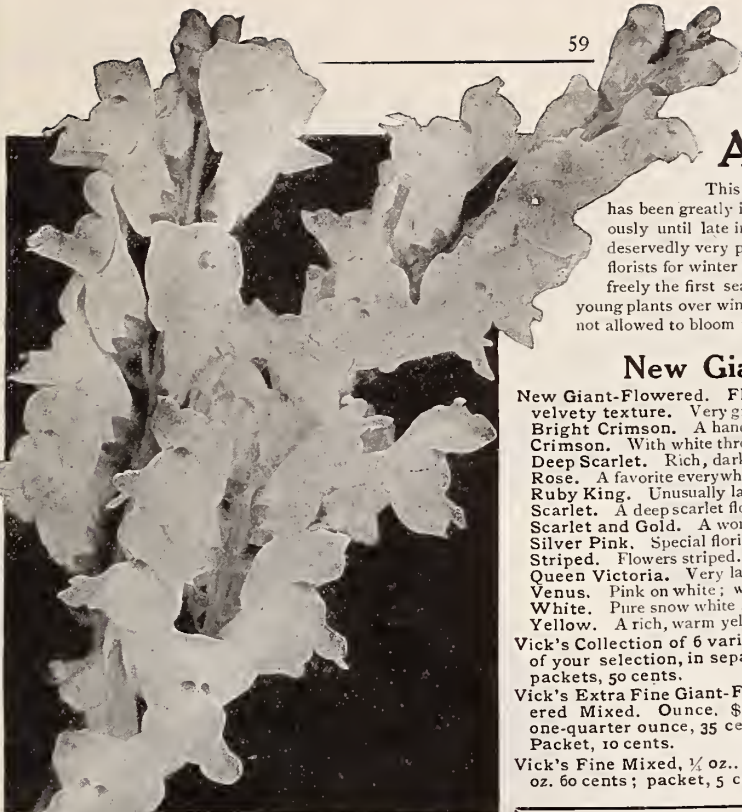 59
A
This
has been greatly i
ously until late in
deservedly very p
florists for winter
freely the first sea
young plants over win
not allowed to bloom
New Gia
New Giant-Flowered. Fl
velvety texture. Very g
Bright Crimson. A hand
Crimson. With white thro
Deep Scarlet. Rich, dark
Rose. A favorite everywh
Ruby King. Unusually la
Scarlet. A deep scarlet flo
Scarlet and Gold. A won
Silver Pink. Special flori
Striped. Flowers striped.
Queen Victoria. Very la
Venus. Pink on white; w
White. Pure snow white
Yellow. A rich, warm yel
Vick's Collection of 6 vari
of your selection, in sepa
packets, 50 cents.
Vick's Extra Fine Giant-F
ered Mixed. Ounce, $
one-quarter ounce, 35 ce
Packet, 10 cents.
Vick's Fine Mixed, ¼ oz..
oz. 60 cents; packet, 5 c